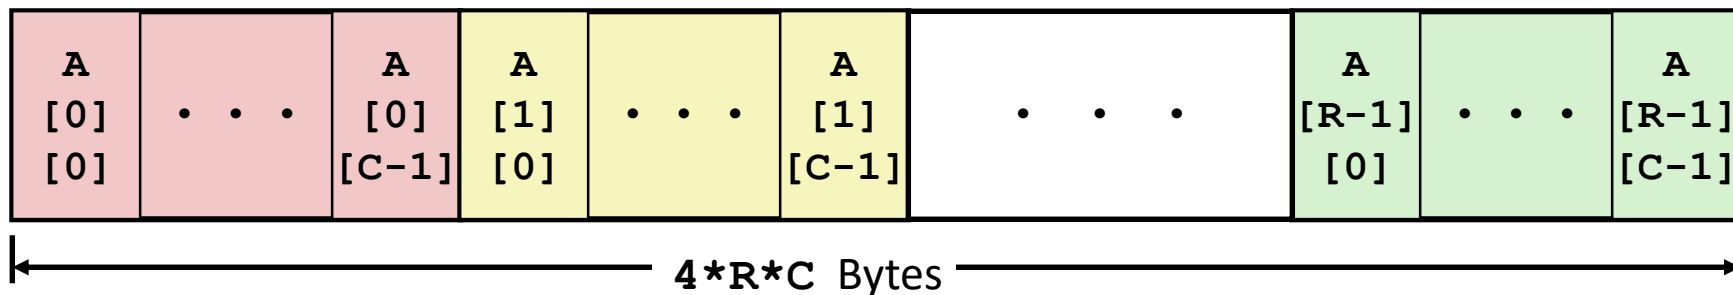 A A A A A A
[0] • • • [0] [1] • • • [1] • • • [R-1] • • • [R-1]
[0] [C-1] [0] [C-1] [0] [C-1]
4*R*C Bytes